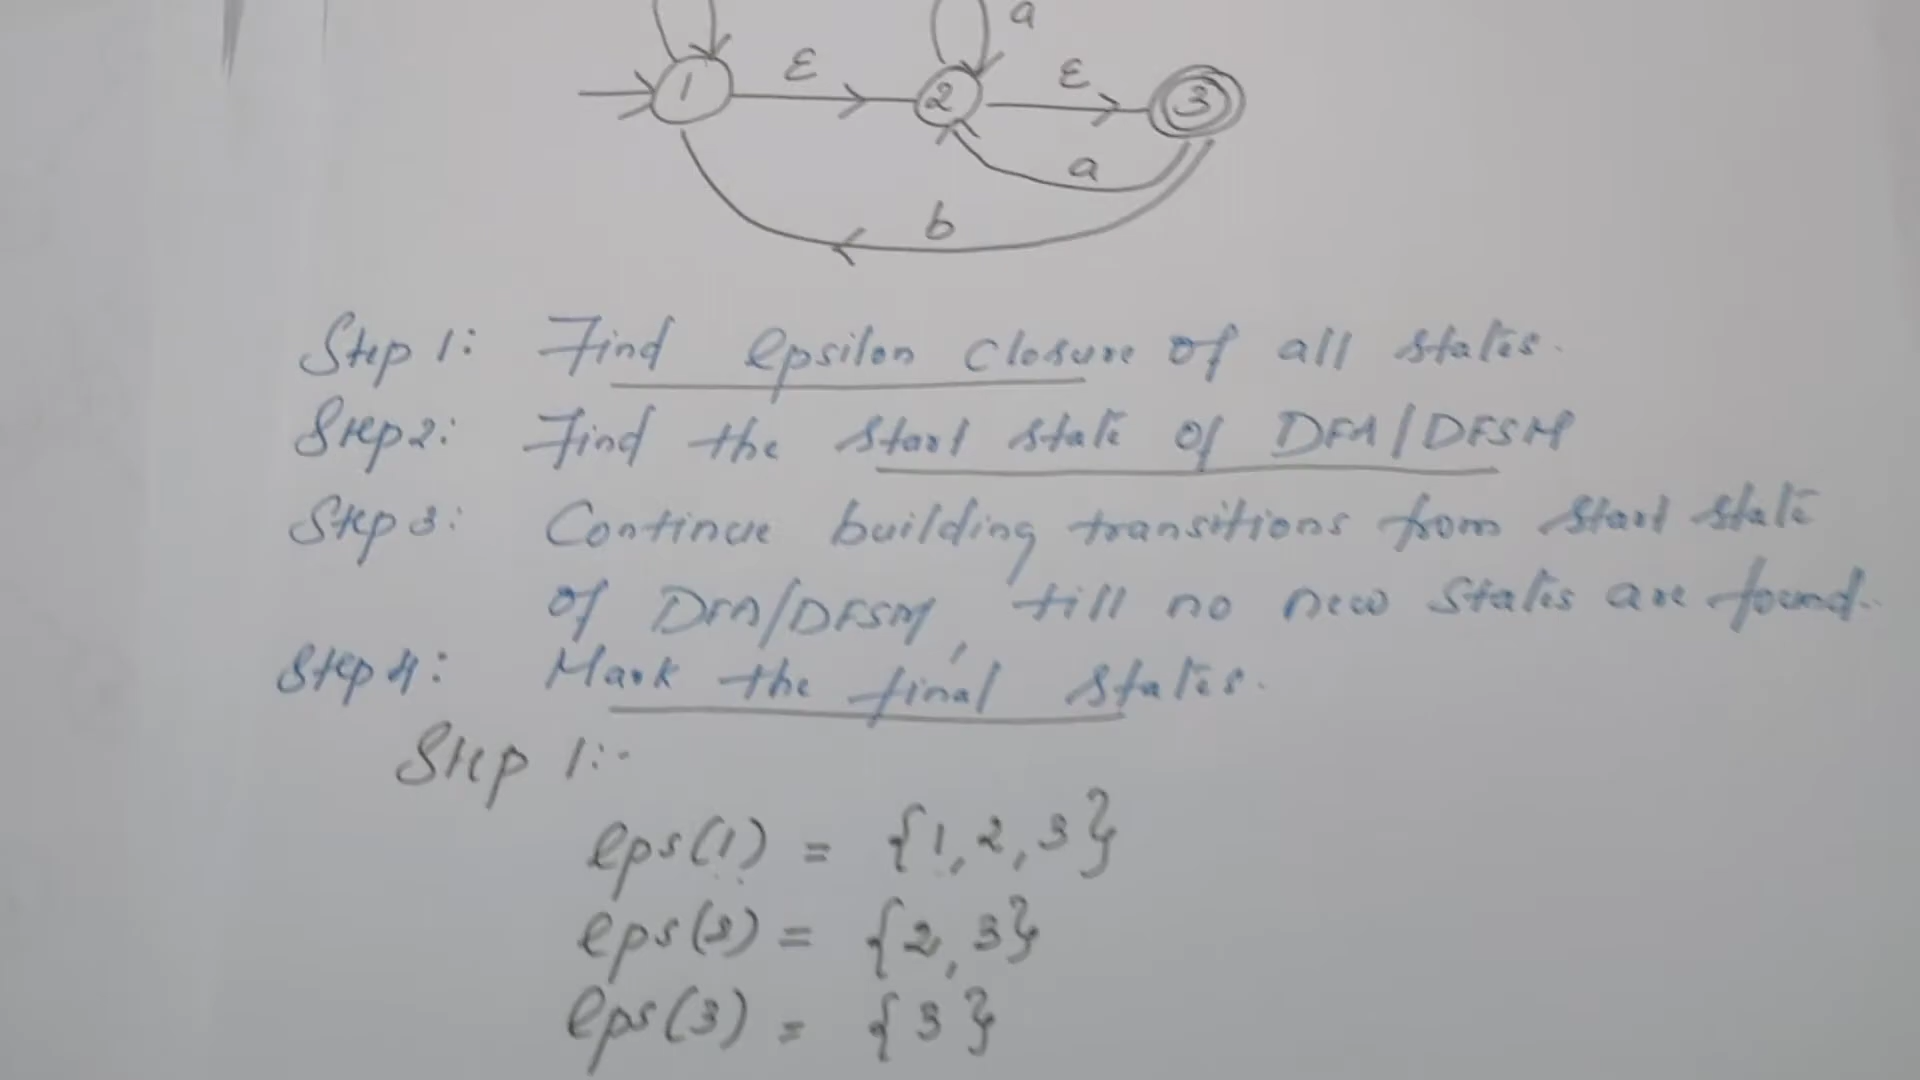 a
1 ε 2 ε 3
a
b
Step 1: Find epsilon closure of all states.
Step 2: Find the start state of DFA/DFSM
Step 3: Continue building transitions from start state
of DFA/DFSM, till no new states are found.
Step 4: Mark the final states.
Step 1:-
eps(1) = {1, 2, 3}
eps(2) = {2, 3}
eps(3) = {3}